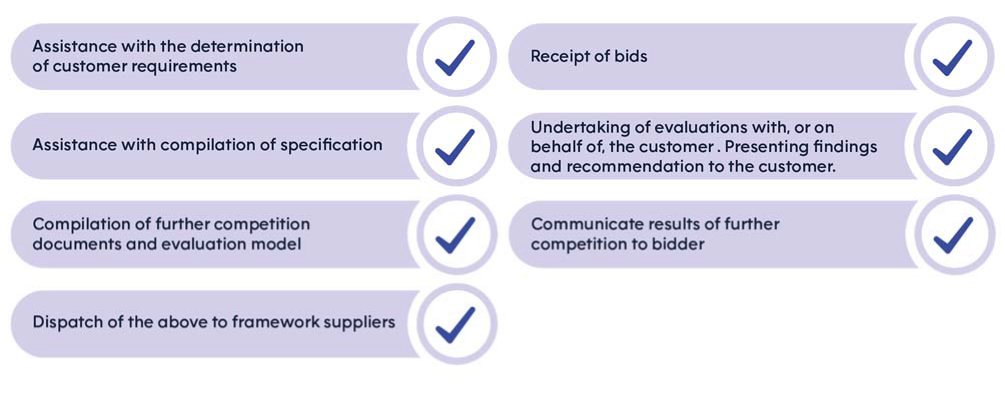 Assistance with the determination
of customer requirements
Assistance with compilation of specification
Compilation of further competition
documents and evaluation model
Dispatch of the above to framework suppliers
Receipt of bids
Undertaking of evaluations with, or on
behalf of, the customer . Presenting findings
and recommendation to the customer.
Communicate results of further
competition to bidder